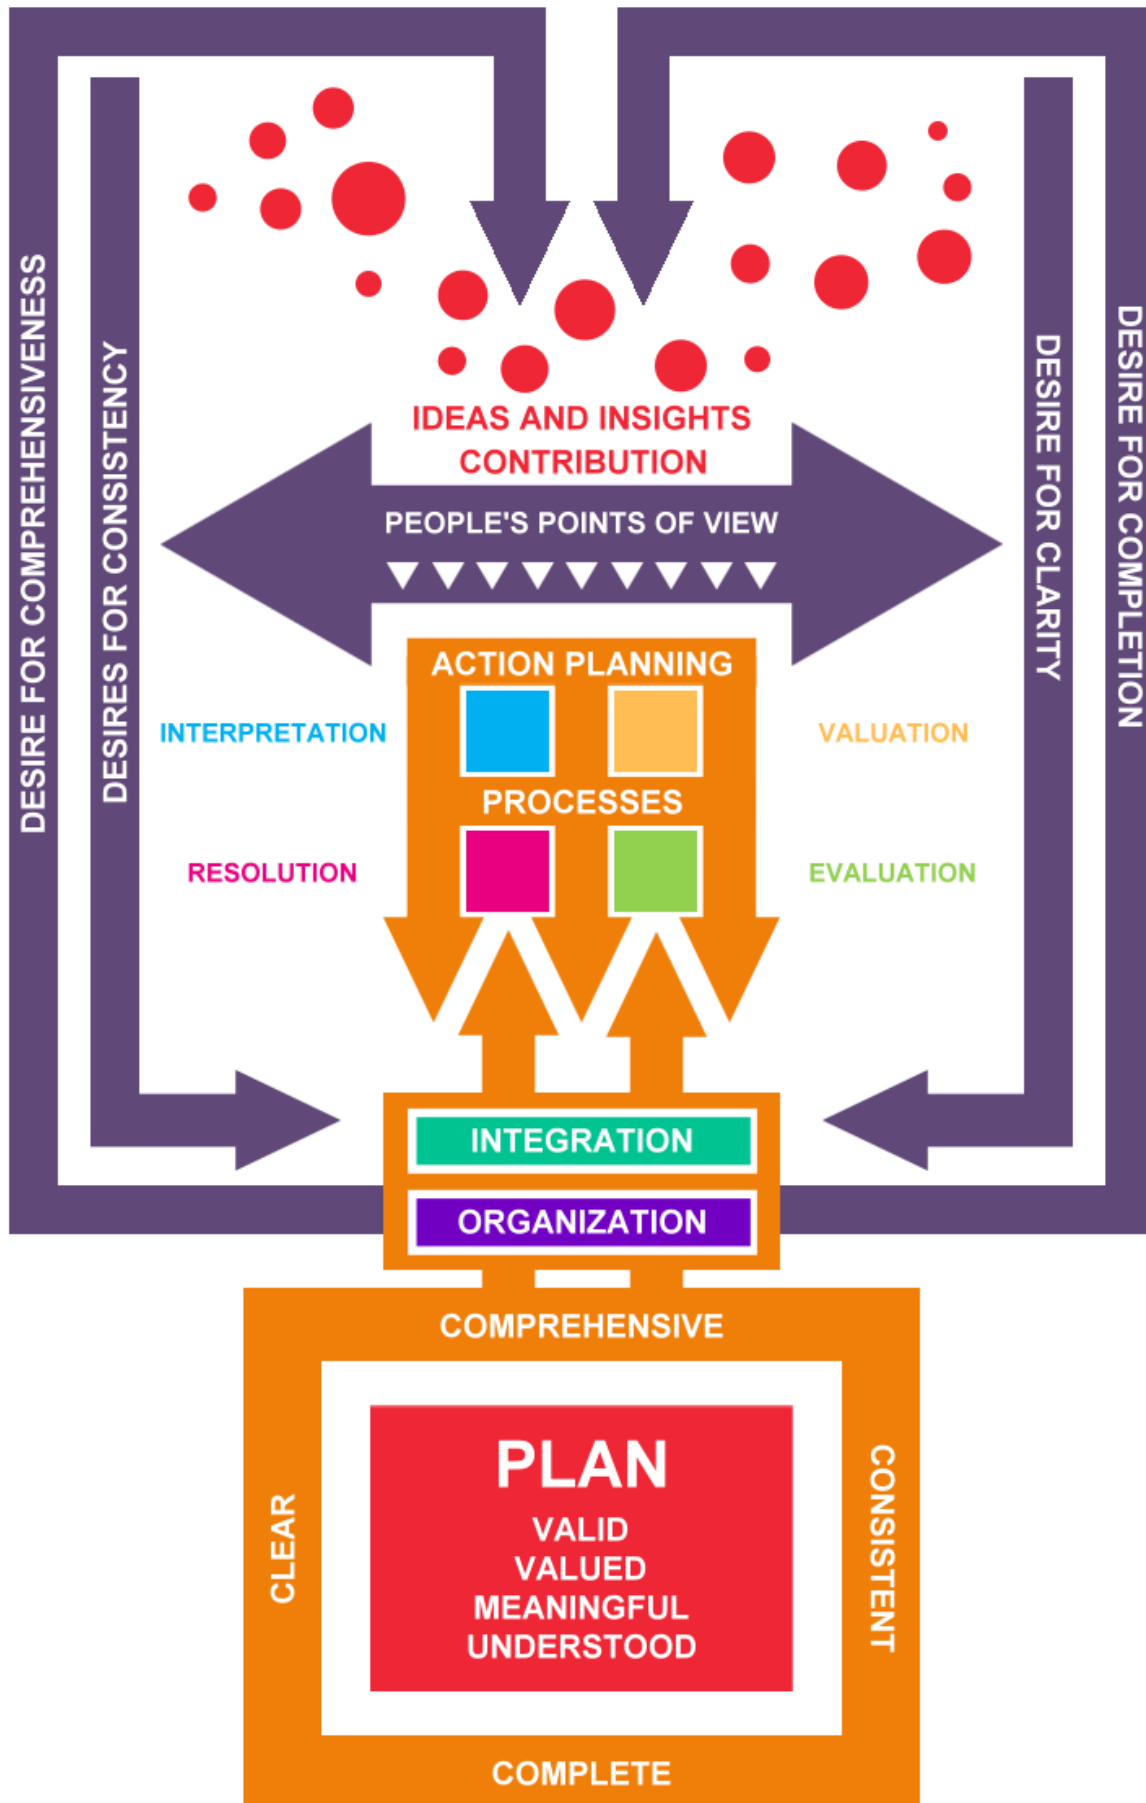 DESIRE FOR COMPREHENSIVENESS
DESIRES FOR CONSISTENCY
IDEAS AND INSIGHTS
CONTRIBUTION
PEOPLE'S POINTS OF VIEW
DESIRE FOR CLARITY
DESIRE FOR COMPLETION
ACTION PLANNING
INTERPRETATION
VALUATION
PROCESSES
RESOLUTION
EVALUATION
INTEGRATION
ORGANIZATION
COMPREHENSIVE
CLEAR
PLAN
VALID
VALUED
MEANINGFUL
UNDERSTOOD
CONSISTENT
COMPLETE